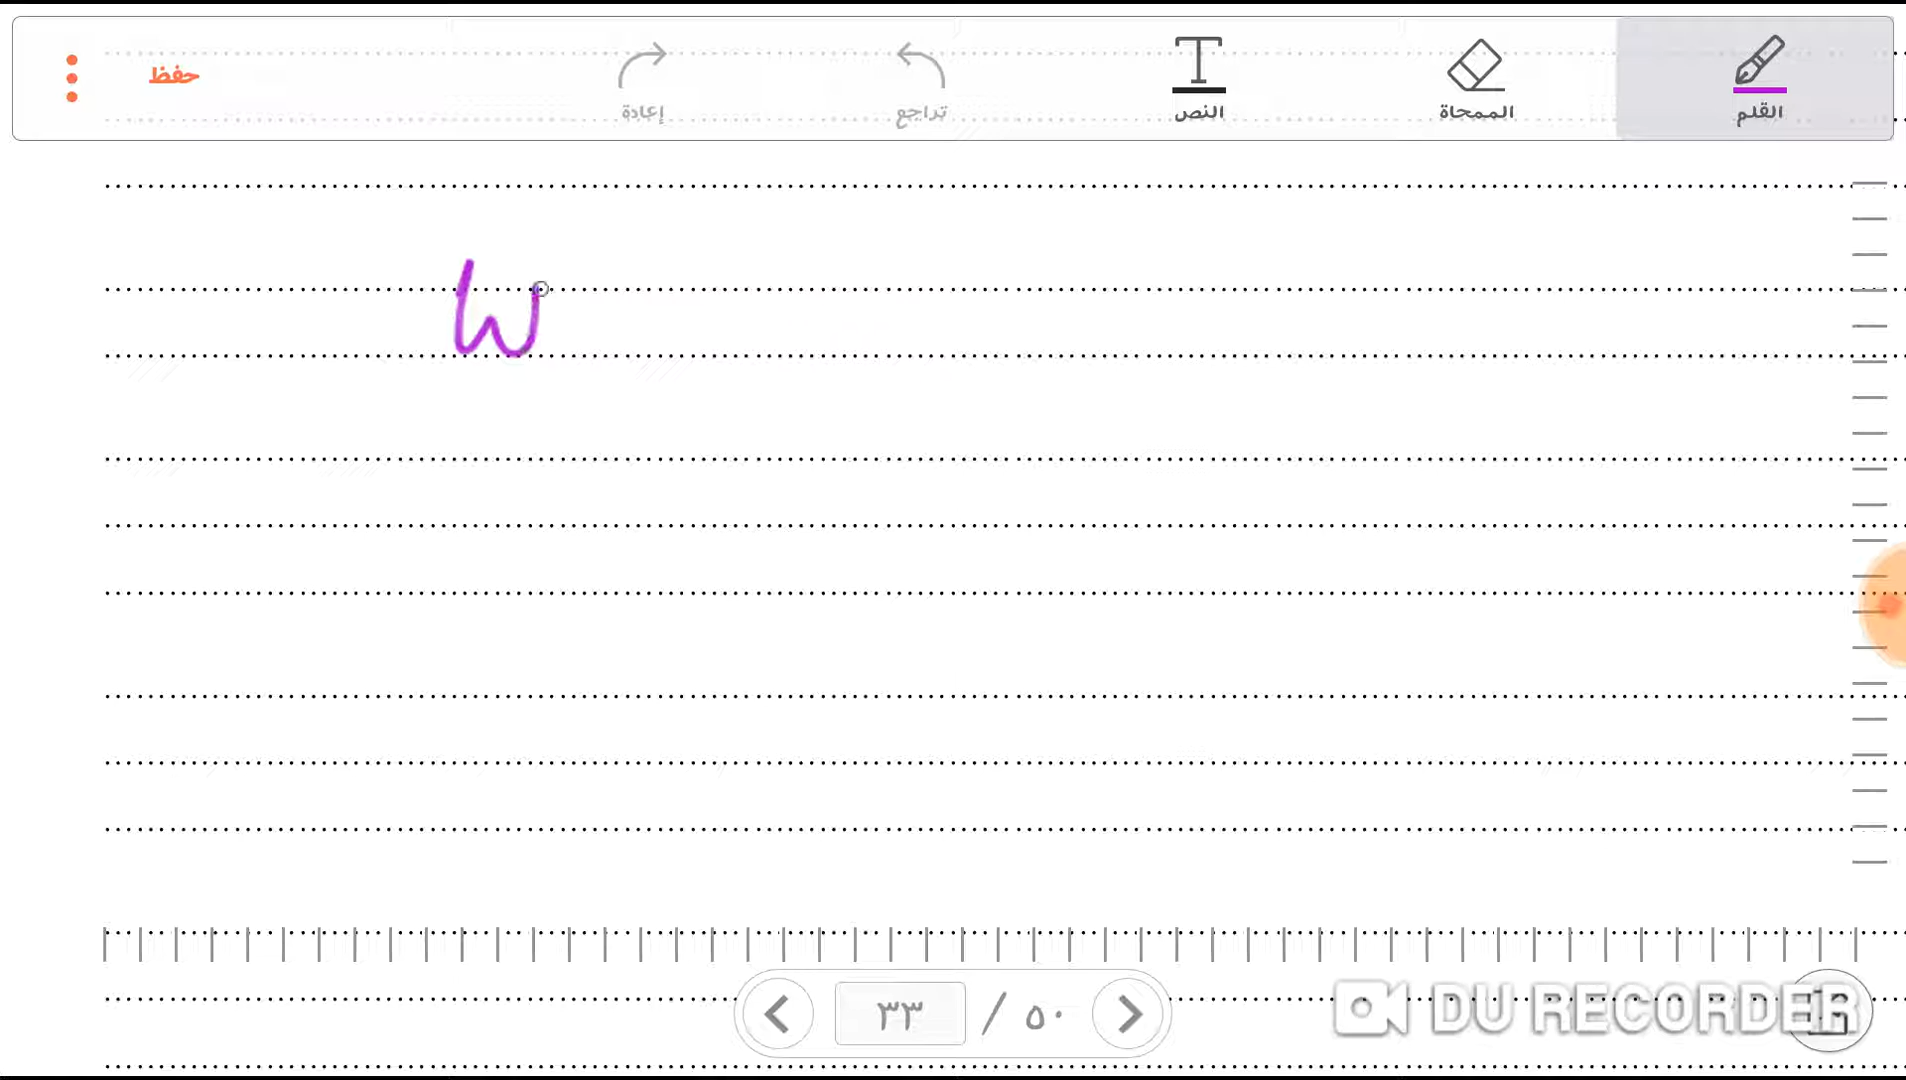 حفظ إعادة تراجع النص الممحاة القلم
W
٣٣ / ٥٠
DU RECORDER